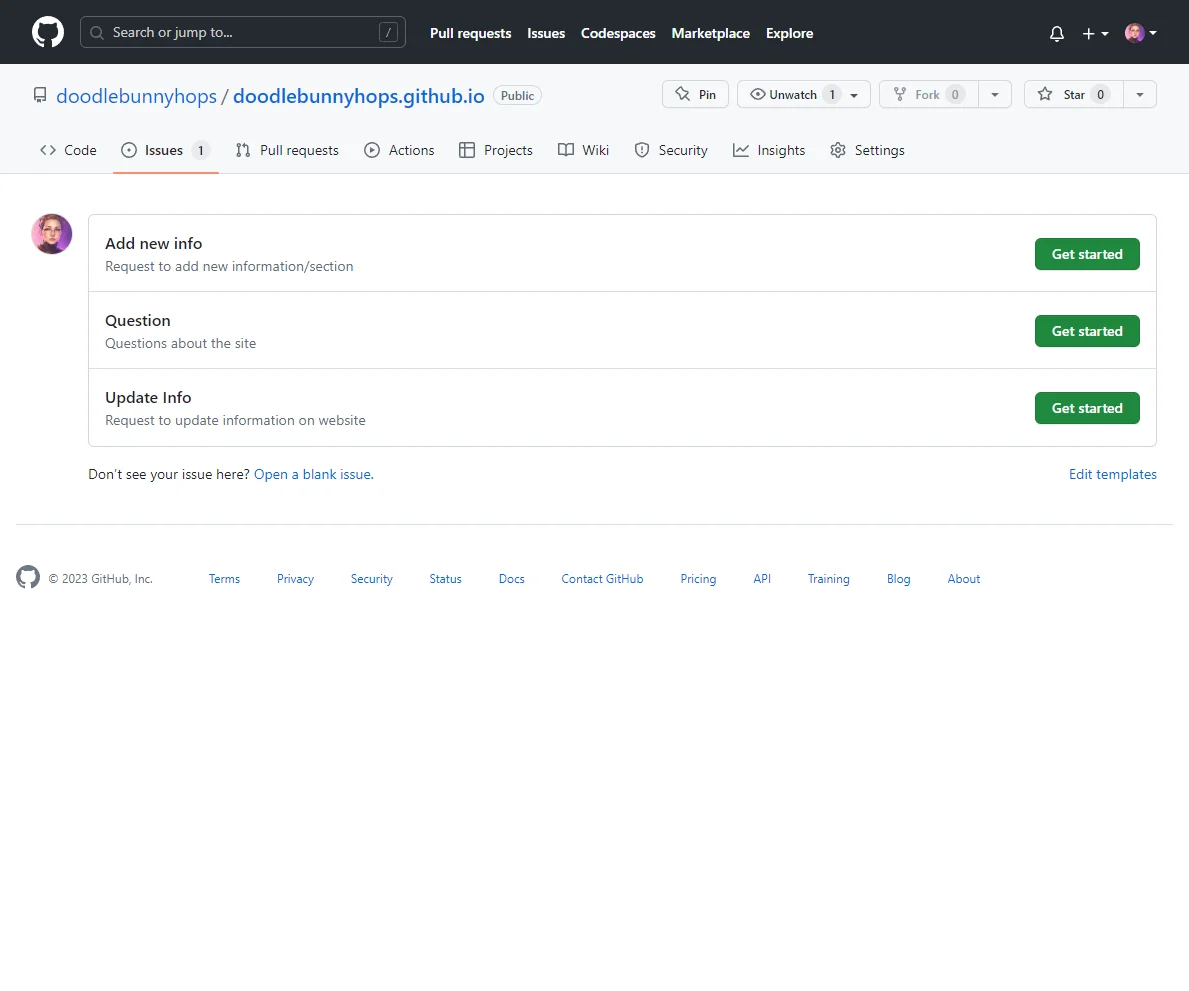 Search or jump to... / Pull requests Issues Codespaces Marketplace Explore
doodlebunnyhops / doodlebunnyhops.github.io Public Pin Unwatch 1 Fork 0 Star 0
Code Issues 1 Pull requests Actions Projects Wiki Security Insights Settings
Add new info
Request to add new information/section
Get started
Question
Questions about the site
Get started
Update Info
Request to update information on website
Get started
Don't see your issue here? Open a blank issue. Edit templates
© 2023 GitHub, Inc. Terms Privacy Security Status Docs Contact GitHub Pricing API Training Blog About